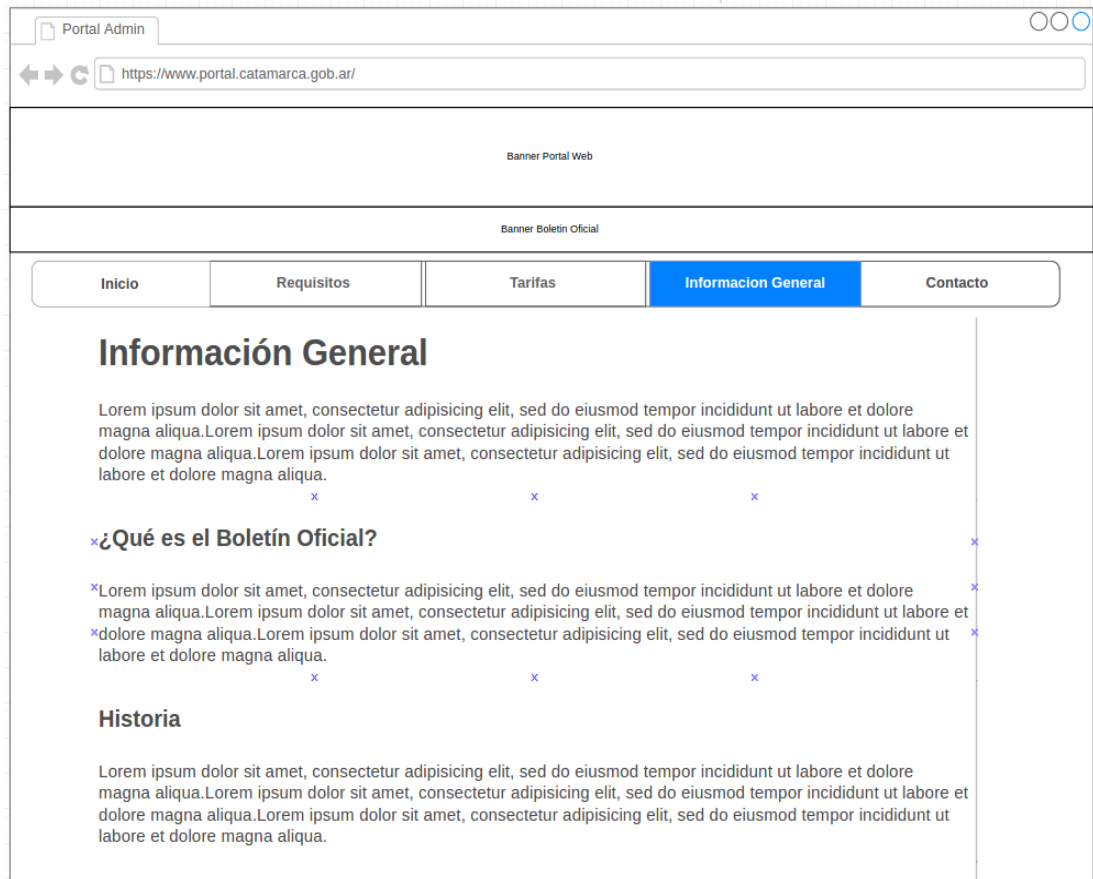 Portal Admin
https://www.portal.catamarca.gob.ar/
Banner Portal Web
Banner Boletin Oficial
Inicio
Requisitos
Tarifas
Informacion General
Contacto
Información General
Lorem ipsum dolor sit amet, consectetur adipisicing elit, sed do eiusmod tempor incididunt ut labore et dolore
magna aliqua.Lorem ipsum dolor sit amet, consectetur adipisicing elit, sed do eiusmod tempor incididunt ut labore et
dolore magna aliqua.Lorem ipsum dolor sit amet, consectetur adipisicing elit, sed do eiusmod tempor incididunt ut
labore et dolore magna aliqua.
¿Qué es el Boletín Oficial?
Lorem ipsum dolor sit amet, consectetur adipisicing elit, sed do eiusmod tempor incididunt ut labore et dolore
magna aliqua.Lorem ipsum dolor sit amet, consectetur adipisicing elit, sed do eiusmod tempor incididunt ut labore et
dolore magna aliqua.Lorem ipsum dolor sit amet, consectetur adipisicing elit, sed do eiusmod tempor incididunt ut
labore et dolore magna aliqua.
Historia
Lorem ipsum dolor sit amet, consectetur adipisicing elit, sed do eiusmod tempor incididunt ut labore et dolore
magna aliqua.Lorem ipsum dolor sit amet, consectetur adipisicing elit, sed do eiusmod tempor incididunt ut labore et
dolore magna aliqua.Lorem ipsum dolor sit amet, consectetur adipisicing elit, sed do eiusmod tempor incididunt ut
labore et dolore magna aliqua.